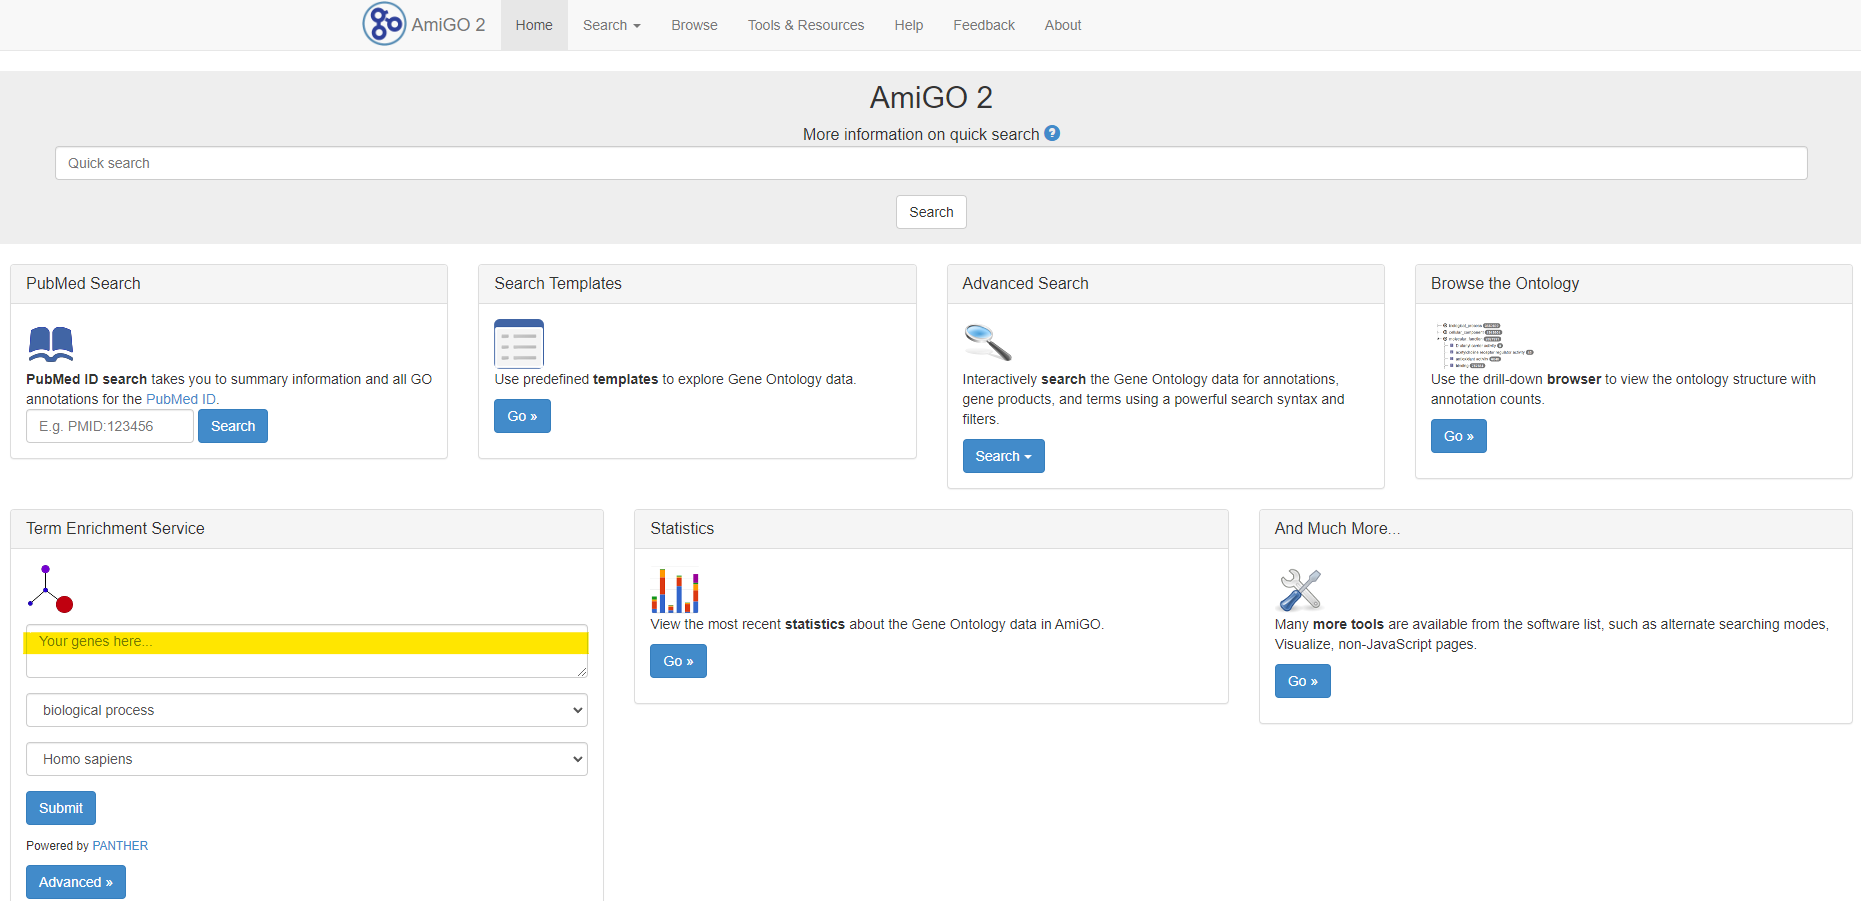 AmiGO 2 Home Search Browse Tools & Resources Help Feedback About
AmiGO 2
More information on quick search ?
Quick search
Search
PubMed Search
PubMed ID search takes you to summary information and all GO
annotations for the PubMed ID.
E.g. PMID:123456 Search
Search Templates
Use predefined templates to explore Gene Ontology data.
Go »
Advanced Search
Interactively search the Gene Ontology data for annotations,
gene products, and terms using a powerful search syntax and
filters.
Search
Browse the Ontology
biological_process
cellular_component
molecular_function
Use the drill-down browser to view the ontology structure with
annotation counts.
Go »
Term Enrichment Service
Your genes here...
biological process
Homo sapiens
Submit
Powered by PANTHER
Advanced »
Statistics
View the most recent statistics about the Gene Ontology data in AmiGO.
Go »
And Much More...
Many more tools are available from the software list, such as alternate searching modes,
Visualize, non-JavaScript pages.
Go »